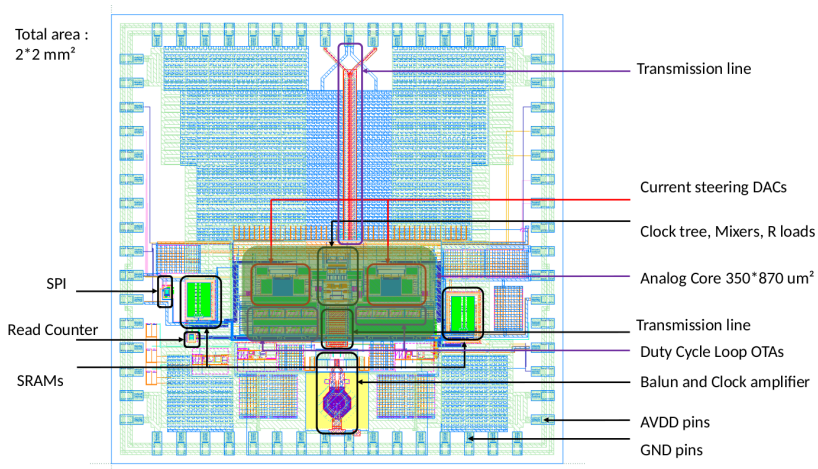 Total area :
2*2 mm²
Transmission line
Current steering DACs
Clock tree, Mixers, R loads
Analog Core 350*870 um²
SPI
Read Counter
SRAMs
Transmission line
Duty Cycle Loop OTAs
Balun and Clock amplifier
AVDD pins
GND pins